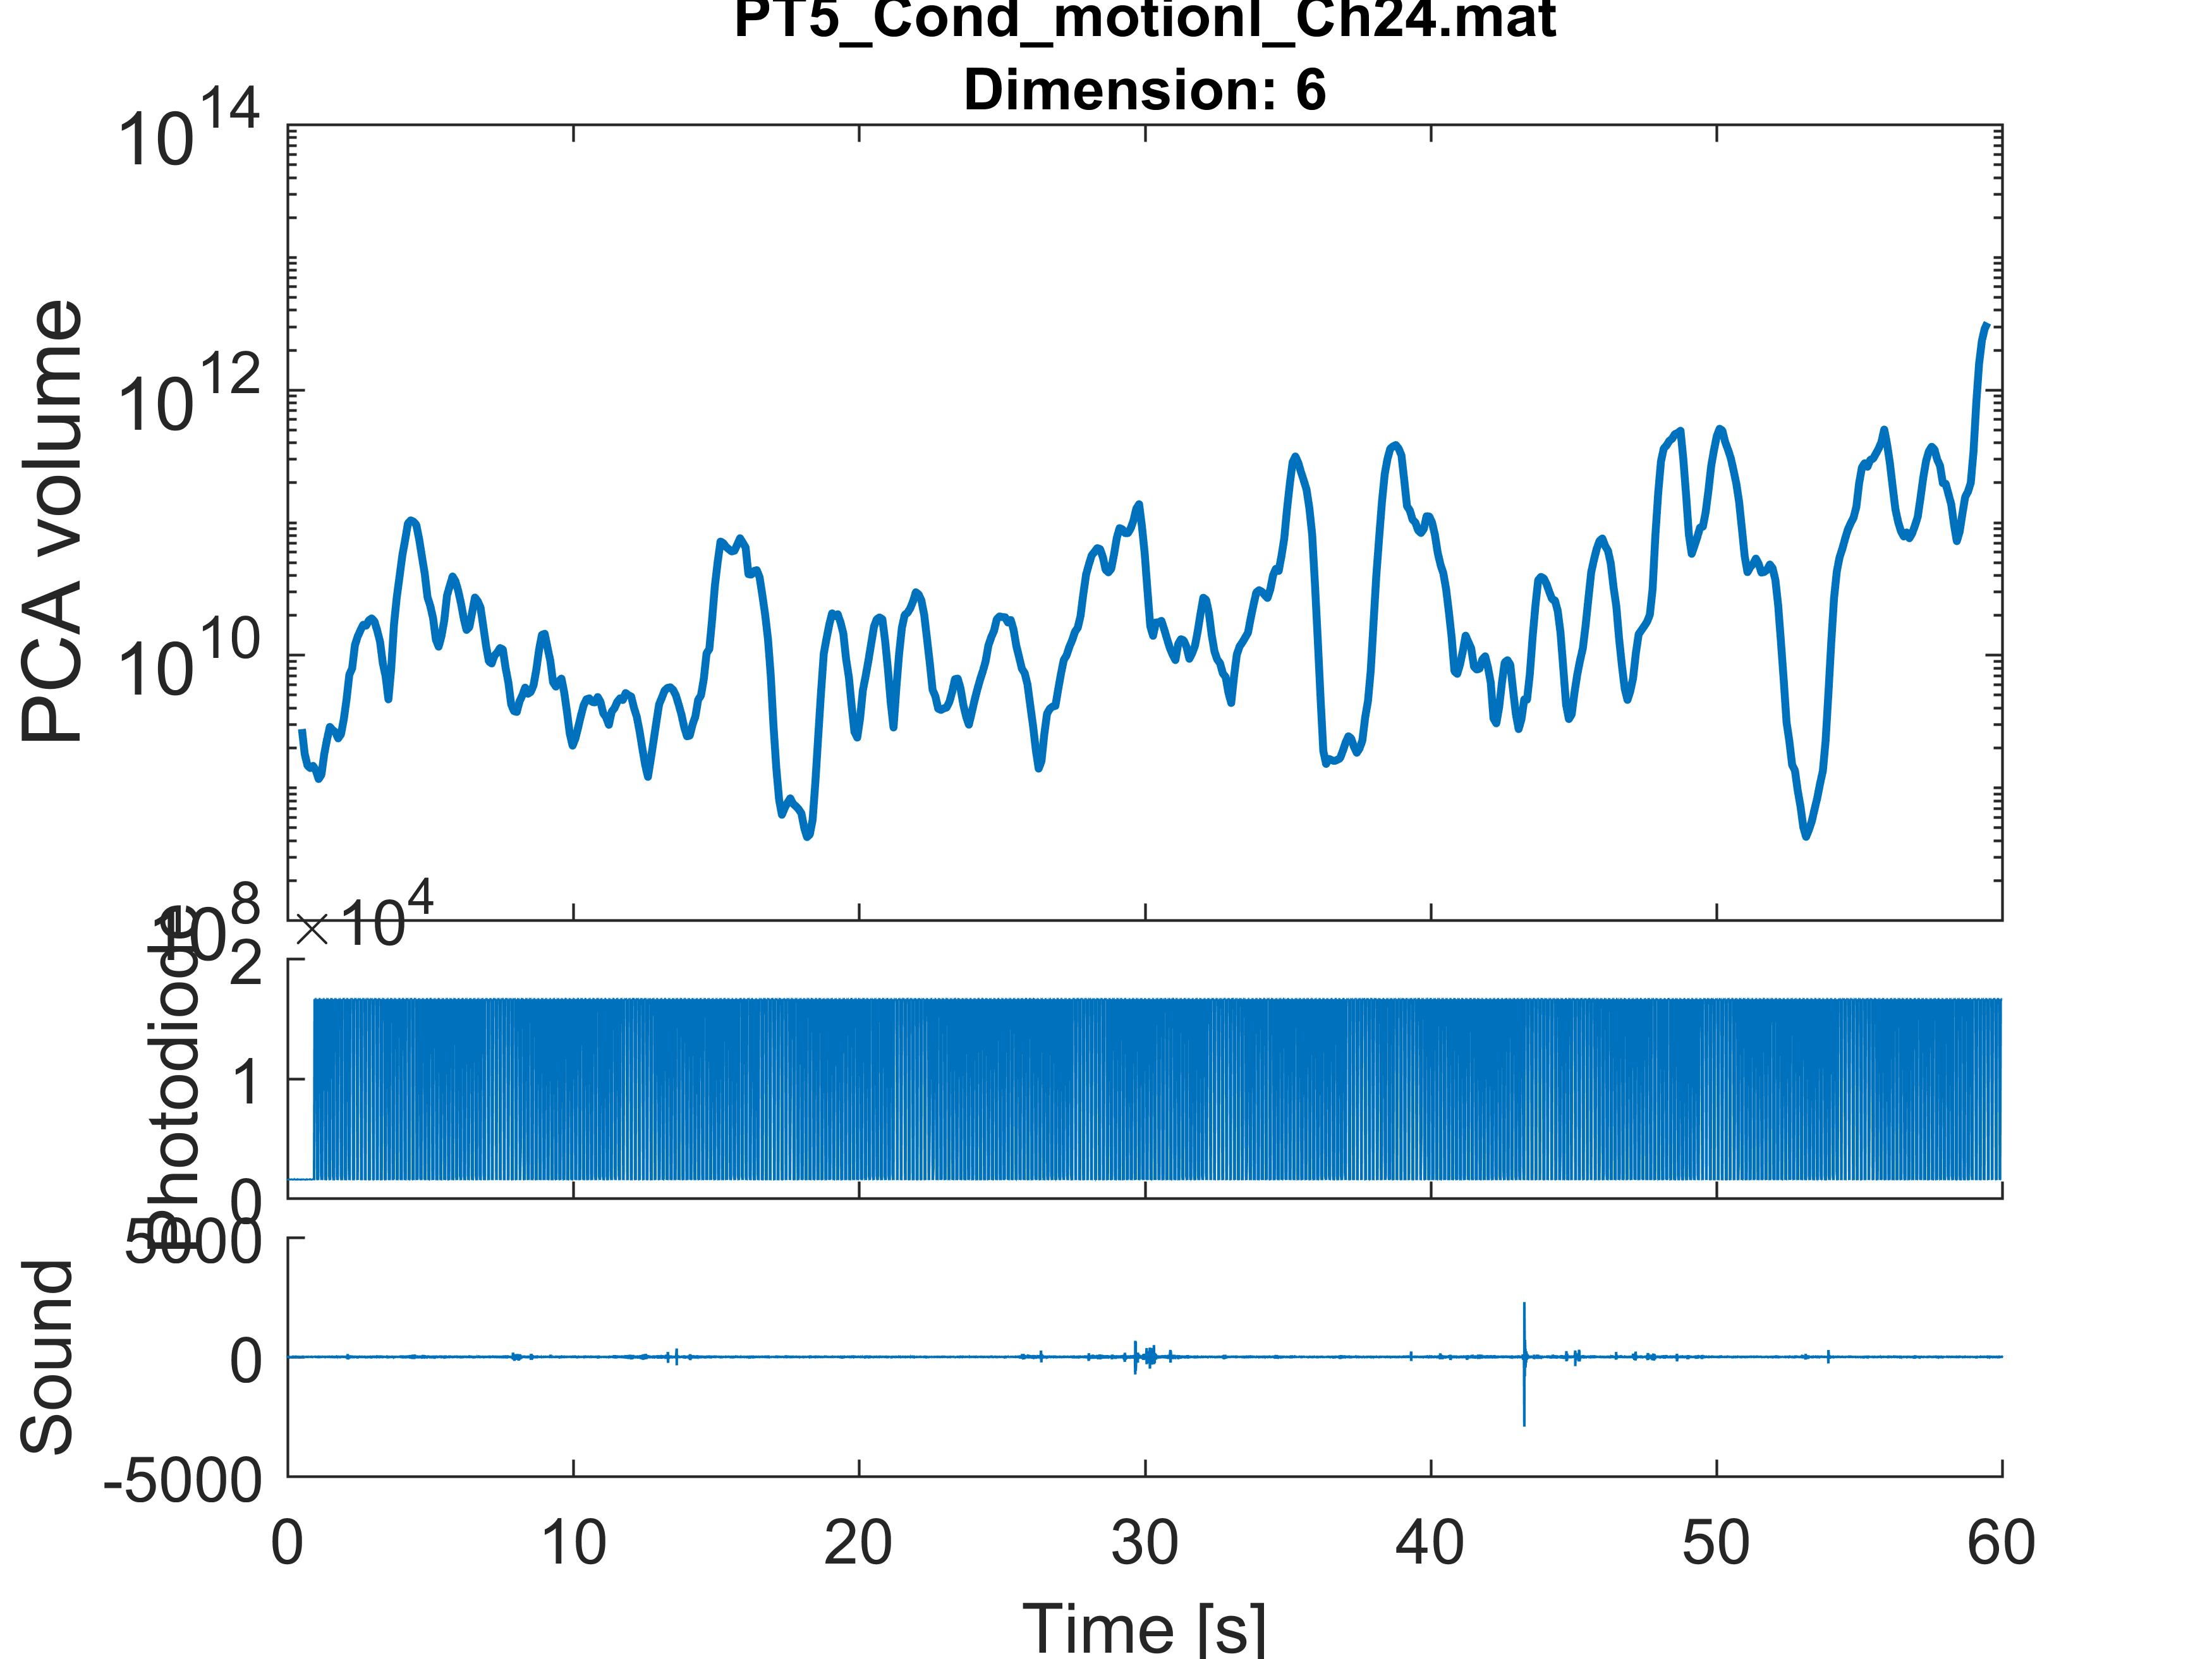 PT5_Cond_motionI_Ch24.mat
Dimension: 6
PCA volume
10^14
10^12
10^10
10^8
×10^4
Photodiode
2
1
0
Sound
5000
0
-5000
0 10 20 30 40 50 60
Time [s]